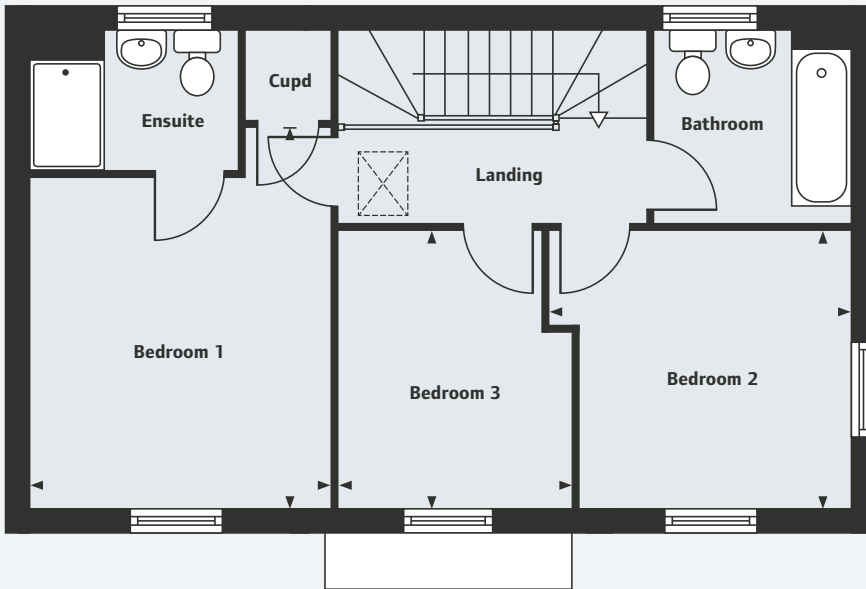 Cupd
Ensuite
Bathroom
Landing
Bedroom 1
Bedroom 2
Bedroom 3